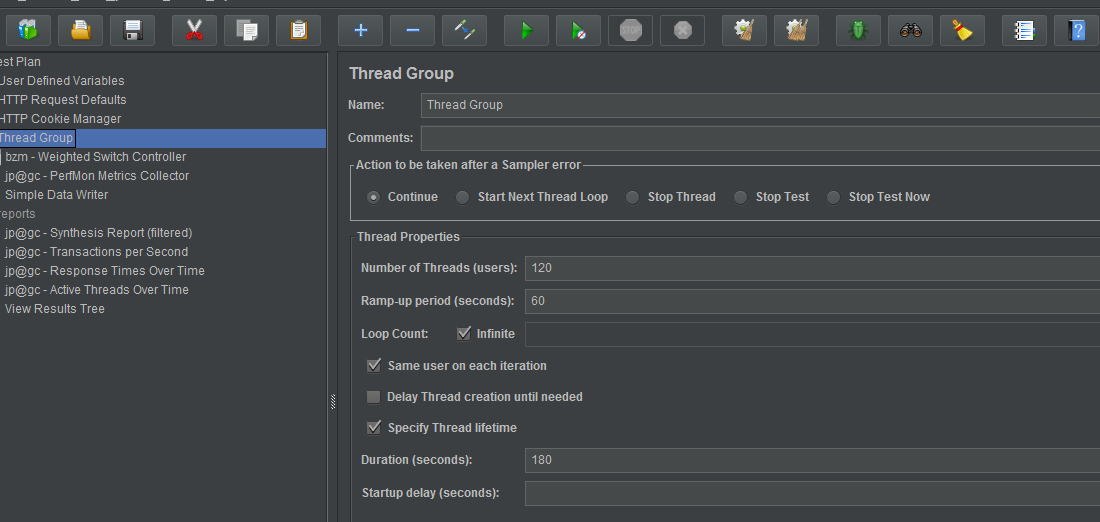 STOP
est Plan
User Defined Variables
HTTP Request Defaults
HTTP Cookie Manager
Thread Group
bzm - Weighted Switch Controller
jp@gc - PerfMon Metrics Collector
Simple Data Writer
reports
jp@gc - Synthesis Report (filtered)
jp@gc - Transactions per Second
jp@gc - Response Times Over Time
jp@gc - Active Threads Over Time
View Results Tree
Thread Group
Name: Thread Group
Comments:
Action to be taken after a Sampler error
Continue Start Next Thread Loop Stop Thread Stop Test Stop Test Now
Thread Properties
Number of Threads (users): 120
Ramp-up period (seconds): 60
Loop Count: Infinite
Same user on each iteration
Delay Thread creation until needed
Specify Thread lifetime
Duration (seconds): 180
Startup delay (seconds):